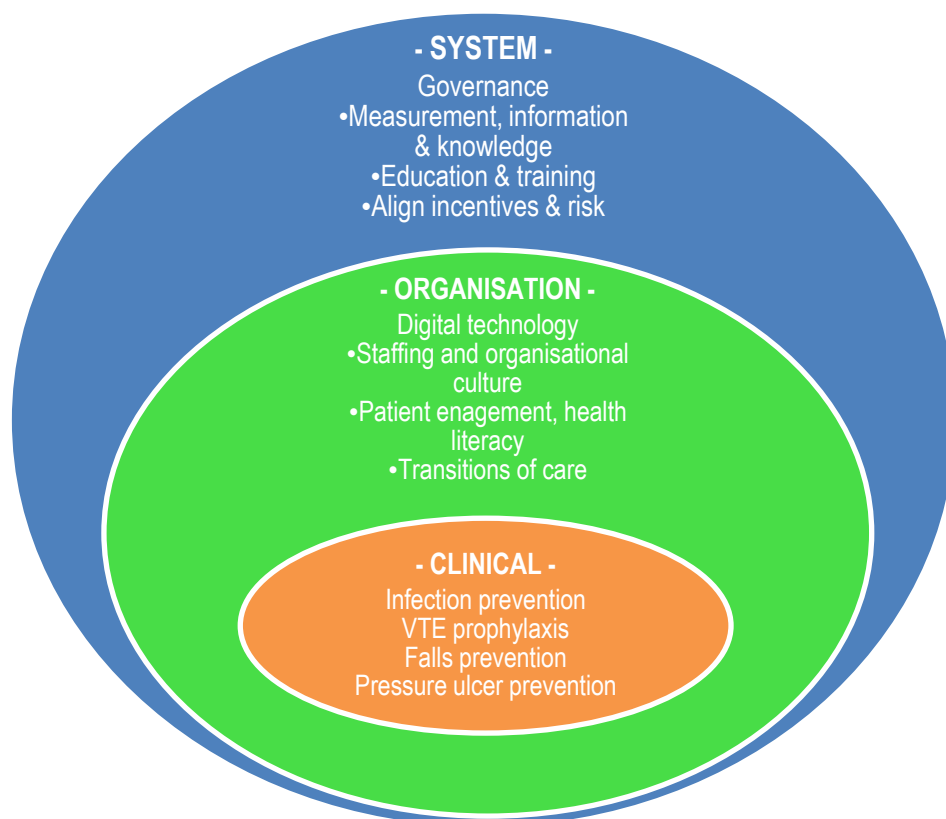 - SYSTEM -
Governance
•Measurement, information
& knowledge
•Education & training
•Align incentives & risk
- ORGANISATION -
Digital technology
•Staffing and organisational
culture
•Patient enagement, health
literacy
•Transitions of care
- CLINICAL -
Infection prevention
VTE prophylaxis
Falls prevention
Pressure ulcer prevention